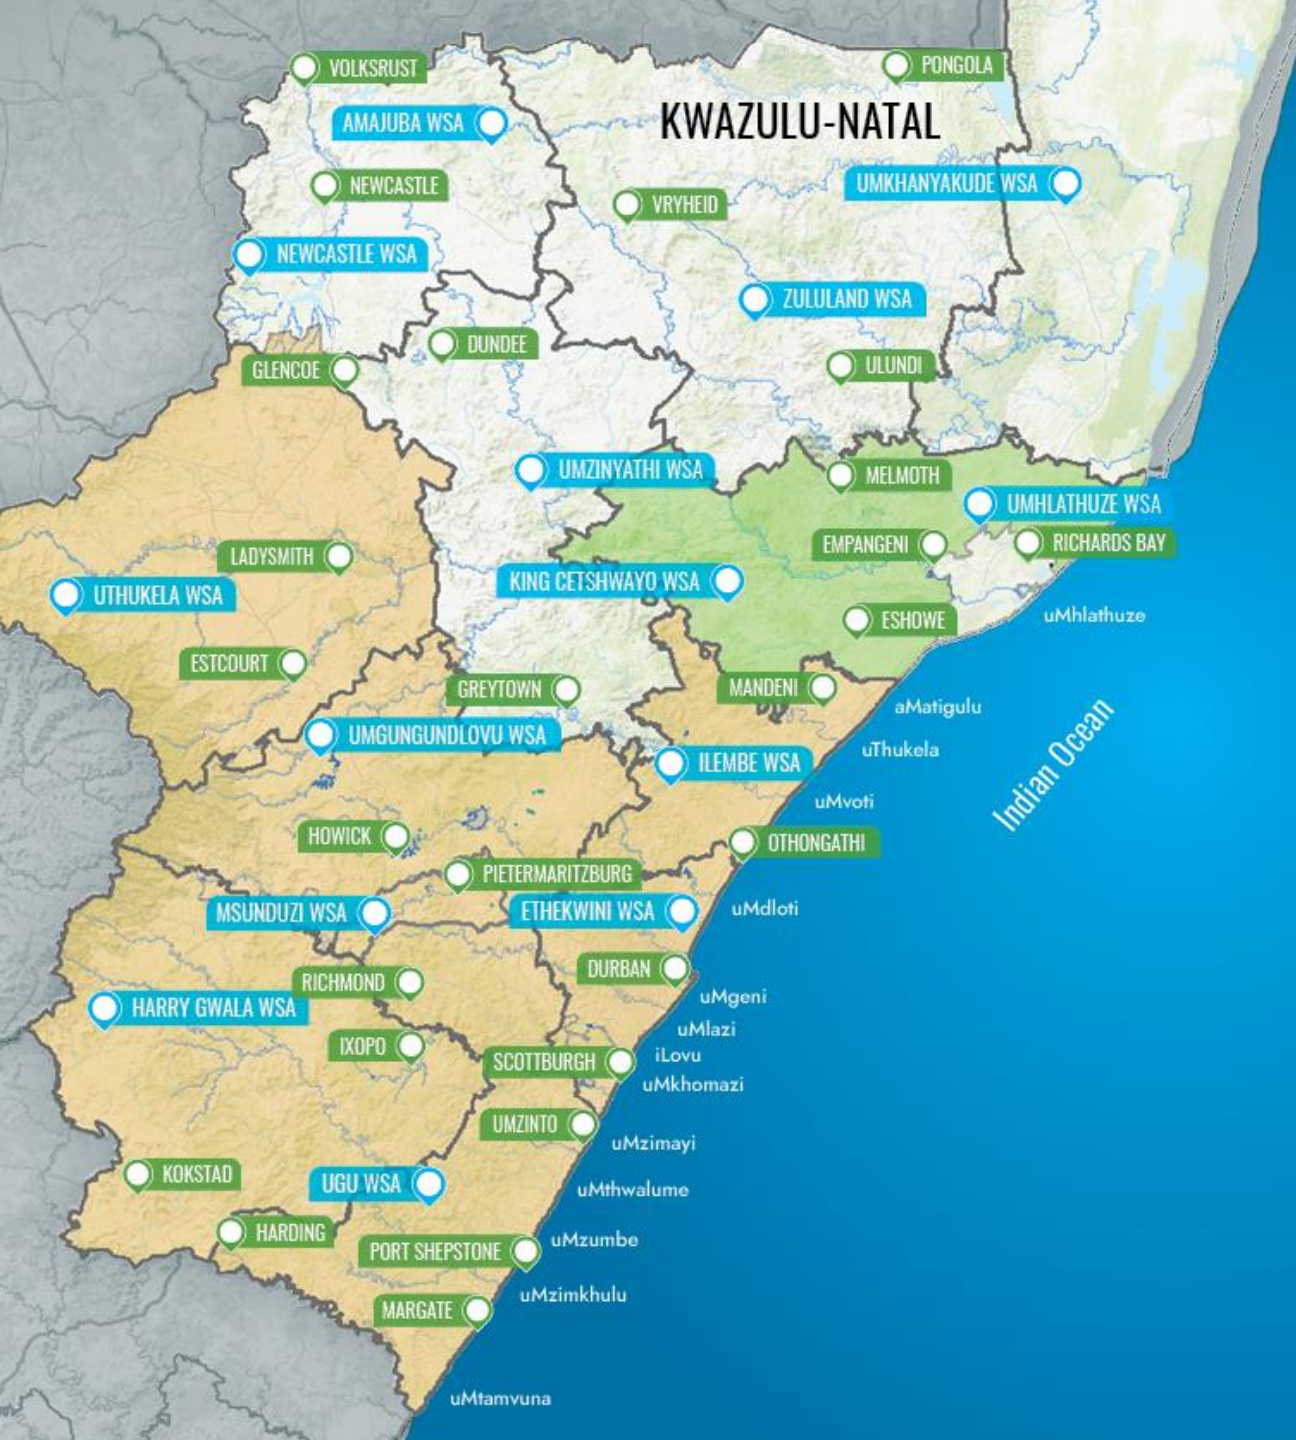 VOLKSRUST
PONGOLA
AMAJUBA WSA
KWAZULU-NATAL
NEWCASTLE
UMKHANYAKUDE WSA
VRYHEID
NEWCASTLE WSA
ZULULAND WSA
DUNDEE
GLENCOE
ULUNDI
UMZINYATHI WSA
MELMOTH
UMHLATHUZE WSA
EMPANGENI
RICHARDS BAY
LADYSMITH
KING CETSHWAYO WSA
UTHUKELA WSA
uMhlathuze
ESHOWE
ESTCOURT
GREYTOWN
MANDENI
aMatigulu
UMGUNGUNDLOVU WSA
uThukela
Indian Ocean
ILEMBE WSA
uMvoti
HOWICK
OTHONGATHI
PIETERMARITZBURG
MSUNDUZI WSA
ETHEKWINI WSA
uMdloti
DURBAN
RICHMOND
uMgeni
HARRY GWALA WSA
uMlazi
IXOPO
iLovu
SCOTTBURGH
uMkhomazi
UMZINTO
uMzimayi
KOKSTAD
UGU WSA
uMthwalume
HARDING
uMzumbe
PORT SHEPSTONE
uMzimkhulu
MARGATE
uMtamvuna